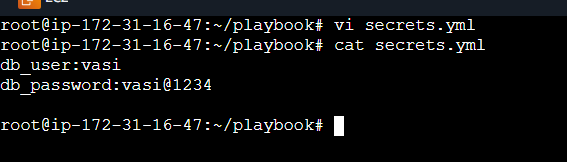 root@ip-172-31-16-47:~/playbook# vi secrets.yml
root@ip-172-31-16-47:~/playbook# cat secrets.yml
db_user:vasi
db_password:vasi@1234
root@ip-172-31-16-47:~/playbook#